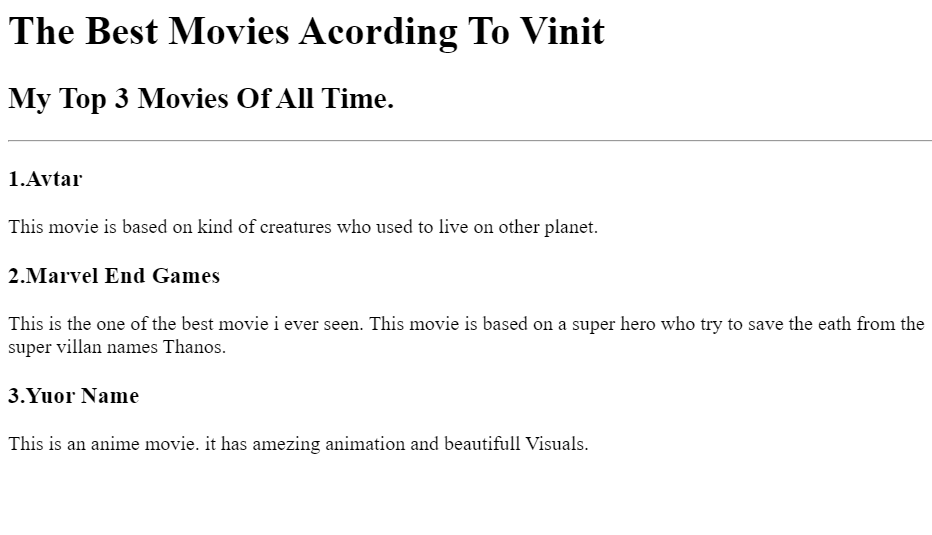 The Best Movies Acording To Vinit
My Top 3 Movies Of All Time.
1.Avtar
This movie is based on kind of creatures who used to live on other planet.
2.Marvel End Games
This is the one of the best movie i ever seen. This movie is based on a super hero who try to save the eath from the
super villan names Thanos.
3.Yuor Name
This is an anime movie. it has amezing animation and beautifull Visuals.